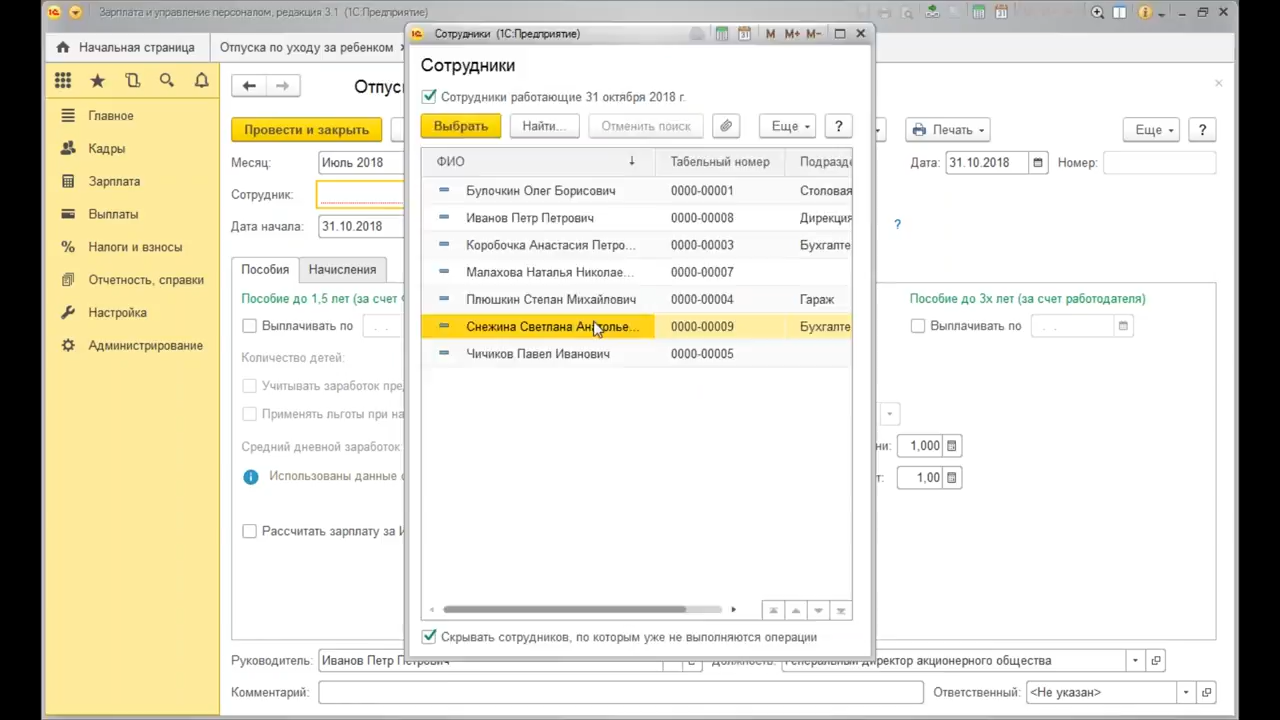 Зарплата и управление персоналом, редакция 3.1 (1С:Предприятие)
Начальная страница
Отпуска по уходу за ребенком
Сотрудники (1С:Предприятие)
M M+ M-
Отпус
Сотрудники
Сотрудники работающие 31 октября 2018 г.
Главное
Кадры
Зарплата
Выплаты
Налоги и взносы
Отчетность, справки
Настройка
Администрирование
Провести и закрыть
Выбрать
Найти...
Отменить поиск
Еще
?
Печать
Еще
?
Месяц: Июль 2018
Дата: 31.10.2018 Номер:
Сотрудник:
Дата начала: 31.10.2018
?
ФИО ↓ Табельный номер Подразде
Булочкин Олег Борисович 0000-00001 Столовая
Иванов Петр Петрович 0000-00008 Дирекция
Коробочка Анастасия Петро... 0000-00003 Бухгалте
Малахова Наталья Николае... 0000-00007
Плюшкин Степан Михайлович 0000-00004 Гараж
Снежина Светлана Анатолье... 0000-00009 Бухгалте
Чичиков Павел Иванович 0000-00005
Скрывать сотрудников, по которым уже не выполняются операции
Пособия
Начисления
Пособие до 1,5 лет (за счет
Пособие до 3х лет (за счет работодателя)
Выплачивать по . .
Выплачивать по . .
Количество детей:
Учитывать заработок пре
Применять льготы при на
Средний дневной заработок
Использованы данные
Рассчитать зарплату за
ни: 1,000
т: 1,00
Руководитель: Иванов Петр Петрович
Должность: Генеральный директор акционерного общества
Комментарий:
Ответственный: <Не указан>